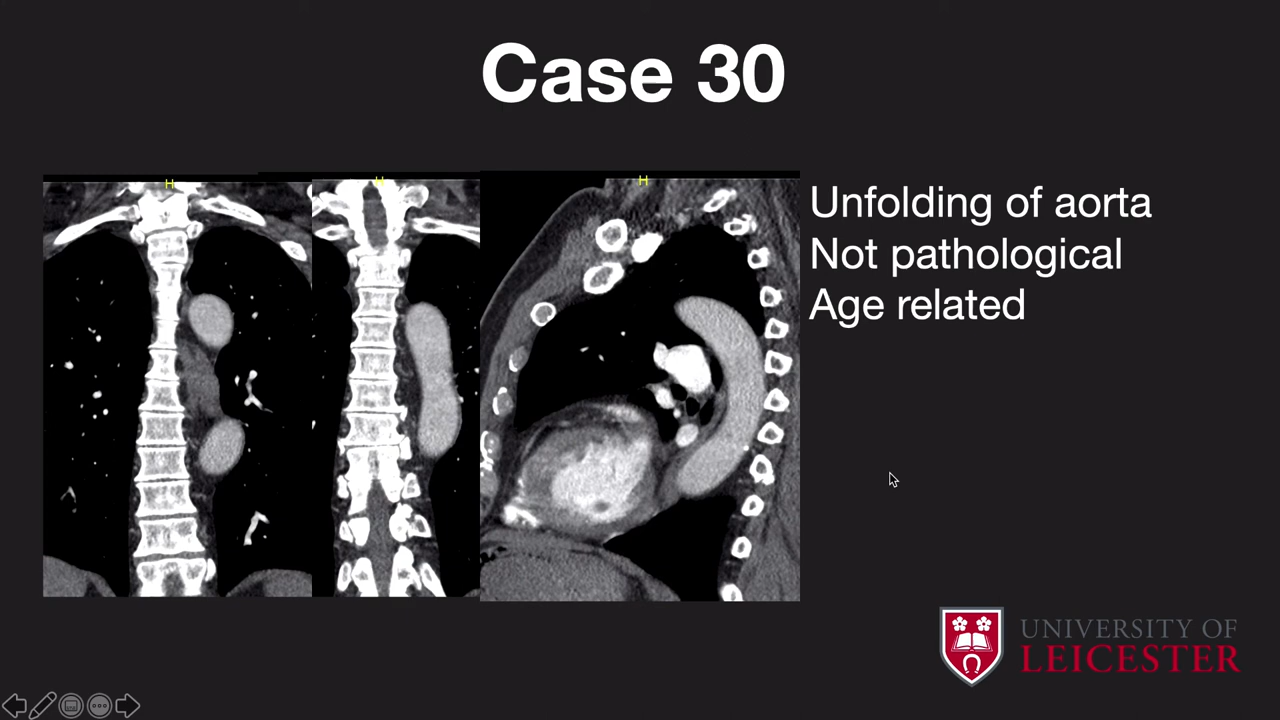 Case 30
H
H
H
Unfolding of aorta
Not pathological
Age related
UNIVERSITY OF
LEICESTER